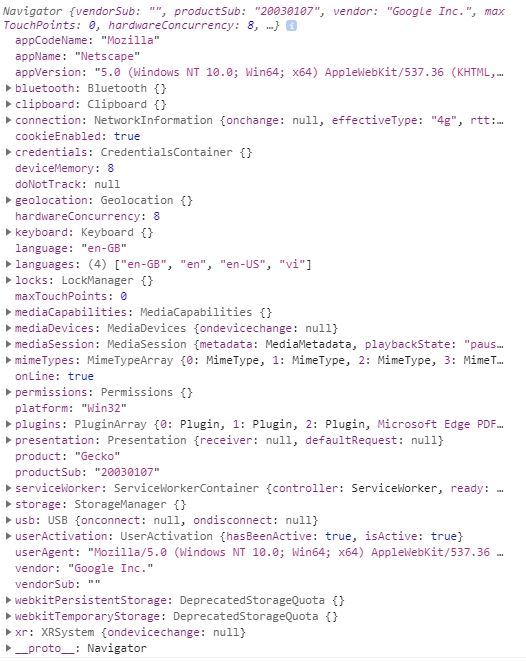 Navigator {vendorSub: "", productSub: "20030107", vendor: "Google Inc.", max
TouchPoints: 0, hardwareConcurrency: 8, …} i
appCodeName: "Mozilla"
appName: "Netscape"
appVersion: "5.0 (Windows NT 10.0; Win64; x64) AppleWebKit/537.36 (KHTML,…
bluetooth: Bluetooth {}
clipboard: Clipboard {}
connection: NetworkInformation {onchange: null, effectiveType: "4g", rtt:…
cookieEnabled: true
credentials: CredentialsContainer {}
deviceMemory: 8
doNotTrack: null
geolocation: Geolocation {}
hardwareConcurrency: 8
keyboard: Keyboard {}
language: "en-GB"
languages: (4) ["en-GB", "en", "en-US", "vi"]
locks: LockManager {}
maxTouchPoints: 0
mediaCapabilities: MediaCapabilities {}
mediaDevices: MediaDevices {ondevicechange: null}
mediaSession: MediaSession {metadata: MediaMetadata, playbackState: "paus…
mimeTypes: MimeTypeArray {0: MimeType, 1: MimeType, 2: MimeType, 3: MimeT…
onLine: true
permissions: Permissions {}
platform: "Win32"
plugins: PluginArray {0: Plugin, 1: Plugin, 2: Plugin, Microsoft Edge PDF…
presentation: Presentation {receiver: null, defaultRequest: null}
product: "Gecko"
productSub: "20030107"
serviceWorker: ServiceWorkerContainer {controller: ServiceWorker, ready: …
storage: StorageManager {}
usb: USB {onconnect: null, ondisconnect: null}
userActivation: UserActivation {hasBeenActive: true, isActive: true}
userAgent: "Mozilla/5.0 (Windows NT 10.0; Win64; x64) AppleWebKit/537.36 …
vendor: "Google Inc."
vendorSub: ""
webkitPersistentStorage: DeprecatedStorageQuota {}
webkitTemporaryStorage: DeprecatedStorageQuota {}
xr: XRSystem {ondevicechange: null}
__proto__: Navigator